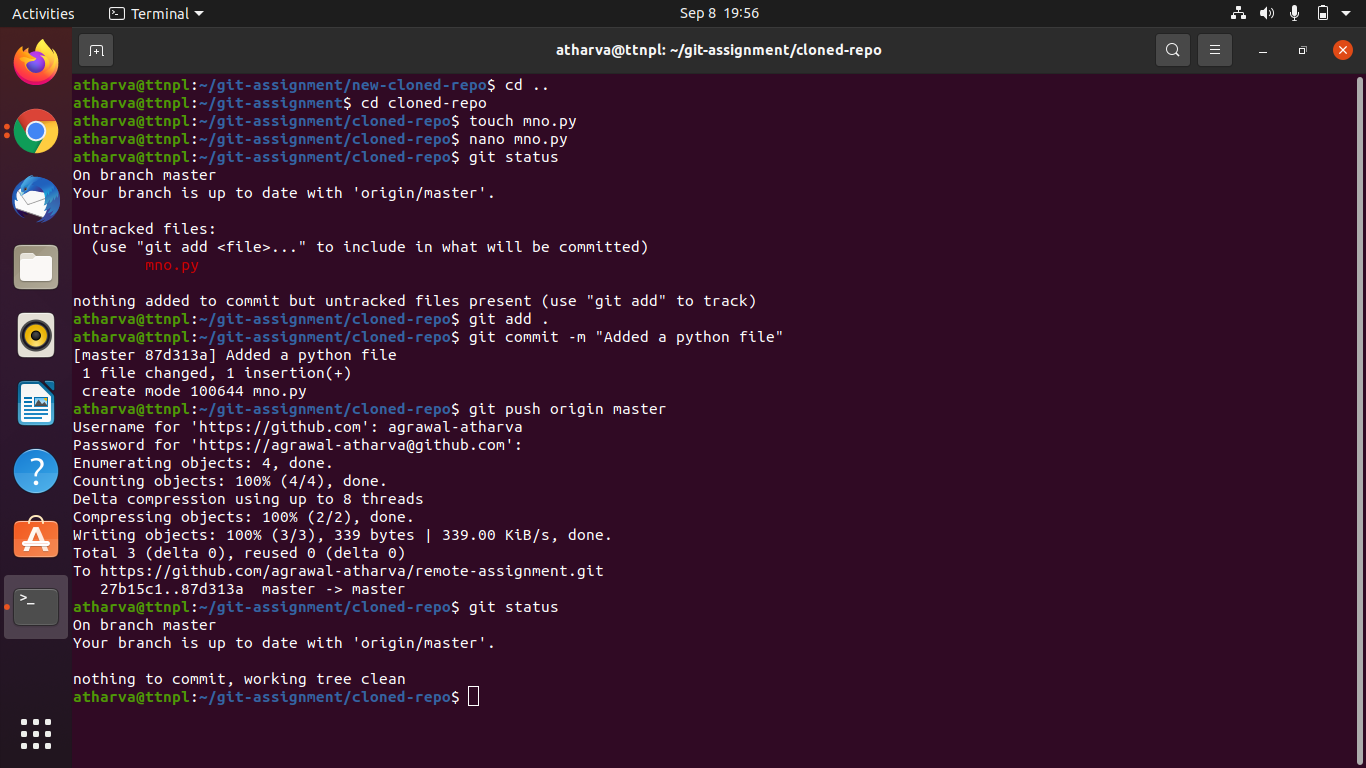 Activities
Terminal
Sep 8 19:56
atharva@ttnpl: ~/git-assignment/cloned-repo
atharva@ttnpl:~/git-assignment/new-cloned-repo$ cd ..
atharva@ttnpl:~/git-assignment$ cd cloned-repo
atharva@ttnpl:~/git-assignment/cloned-repo$ touch mno.py
atharva@ttnpl:~/git-assignment/cloned-repo$ nano mno.py
atharva@ttnpl:~/git-assignment/cloned-repo$ git status
On branch master
Your branch is up to date with 'origin/master'.
Untracked files:
  (use "git add <file>..." to include in what will be committed)
        mno.py
nothing added to commit but untracked files present (use "git add" to track)
atharva@ttnpl:~/git-assignment/cloned-repo$ git add .
atharva@ttnpl:~/git-assignment/cloned-repo$ git commit -m "Added a python file"
[master 87d313a] Added a python file
 1 file changed, 1 insertion(+)
 create mode 100644 mno.py
atharva@ttnpl:~/git-assignment/cloned-repo$ git push origin master
Username for 'https://github.com': agrawal-atharva
Password for 'https://agrawal-atharva@github.com':
Enumerating objects: 4, done.
Counting objects: 100% (4/4), done.
Delta compression using up to 8 threads
Compressing objects: 100% (2/2), done.
Writing objects: 100% (3/3), 339 bytes | 339.00 KiB/s, done.
Total 3 (delta 0), reused 0 (delta 0)
To https://github.com/agrawal-atharva/remote-assignment.git
   27b15c1..87d313a  master -> master
atharva@ttnpl:~/git-assignment/cloned-repo$ git status
On branch master
Your branch is up to date with 'origin/master'.
nothing to commit, working tree clean
atharva@ttnpl:~/git-assignment/cloned-repo$